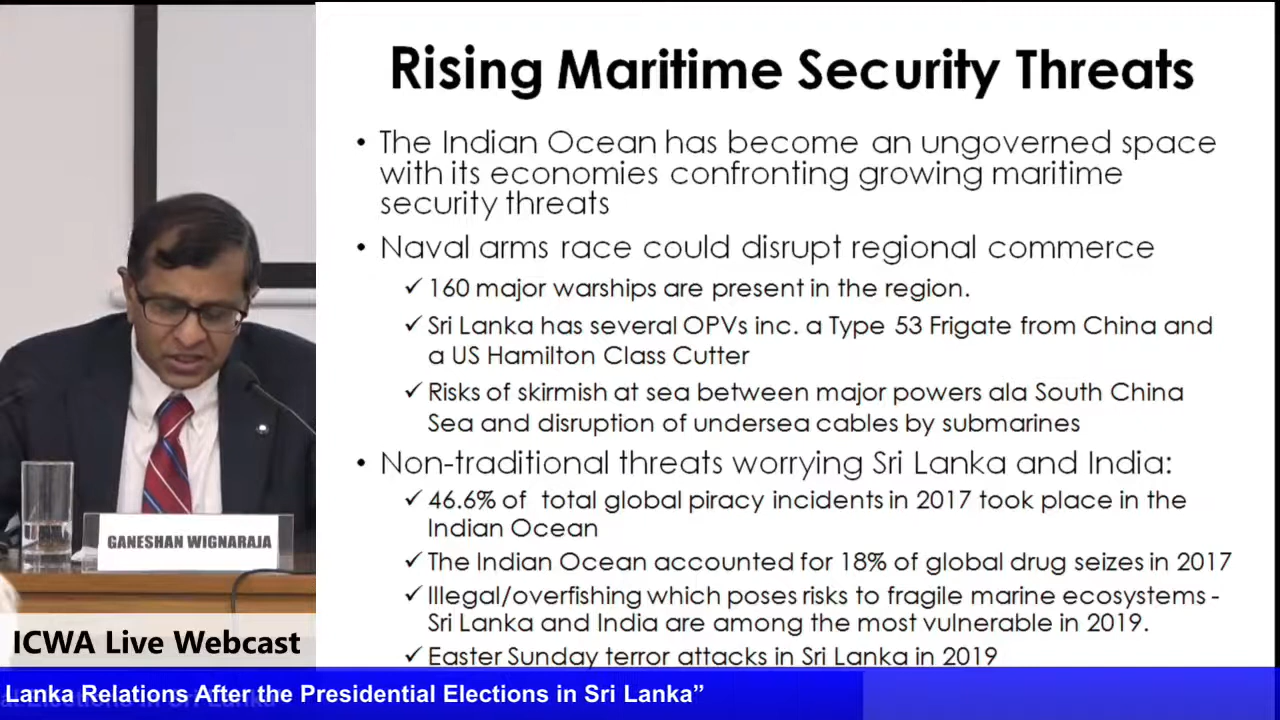 Rising Maritime Security Threats
• The Indian Ocean has become an ungoverned space
with its economies confronting growing maritime
security threats
• Naval arms race could disrupt regional commerce
✓ 160 major warships are present in the region.
✓ Sri Lanka has several OPVs inc. a Type 53 Frigate from China and
a US Hamilton Class Cutter
✓ Risks of skirmish at sea between major powers ala South China
Sea and disruption of undersea cables by submarines
• Non-traditional threats worrying Sri Lanka and India:
✓ 46.6% of total global piracy incidents in 2017 took place in the
Indian Ocean
✓ The Indian Ocean accounted for 18% of global drug seizes in 2017
✓ Illegal/overfishing which poses risks to fragile marine ecosystems -
Sri Lanka and India are among the most vulnerable in 2019.
✓ Easter Sunday terror attacks in Sri Lanka in 2019
GANESHAN WIGNARAJA
ICWA Live Webcast
Lanka Relations After the Presidential Elections in Sri Lanka”